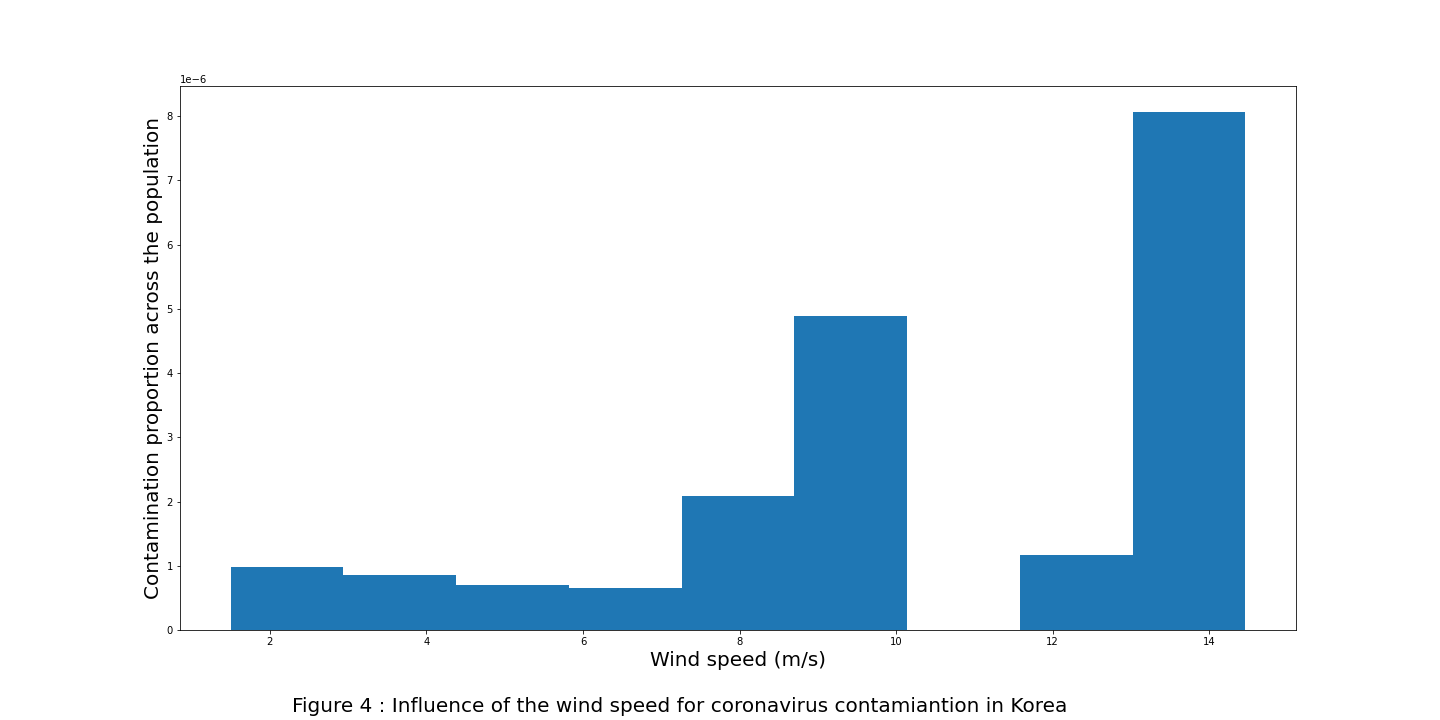 1e−6
8
7
6
5
4
3
2
1
0
Contamination proportion across the population
2 4 6 8 10 12 14
Wind speed (m/s)
Figure 4 : Influence of the wind speed for coronavirus contamiantion in Korea